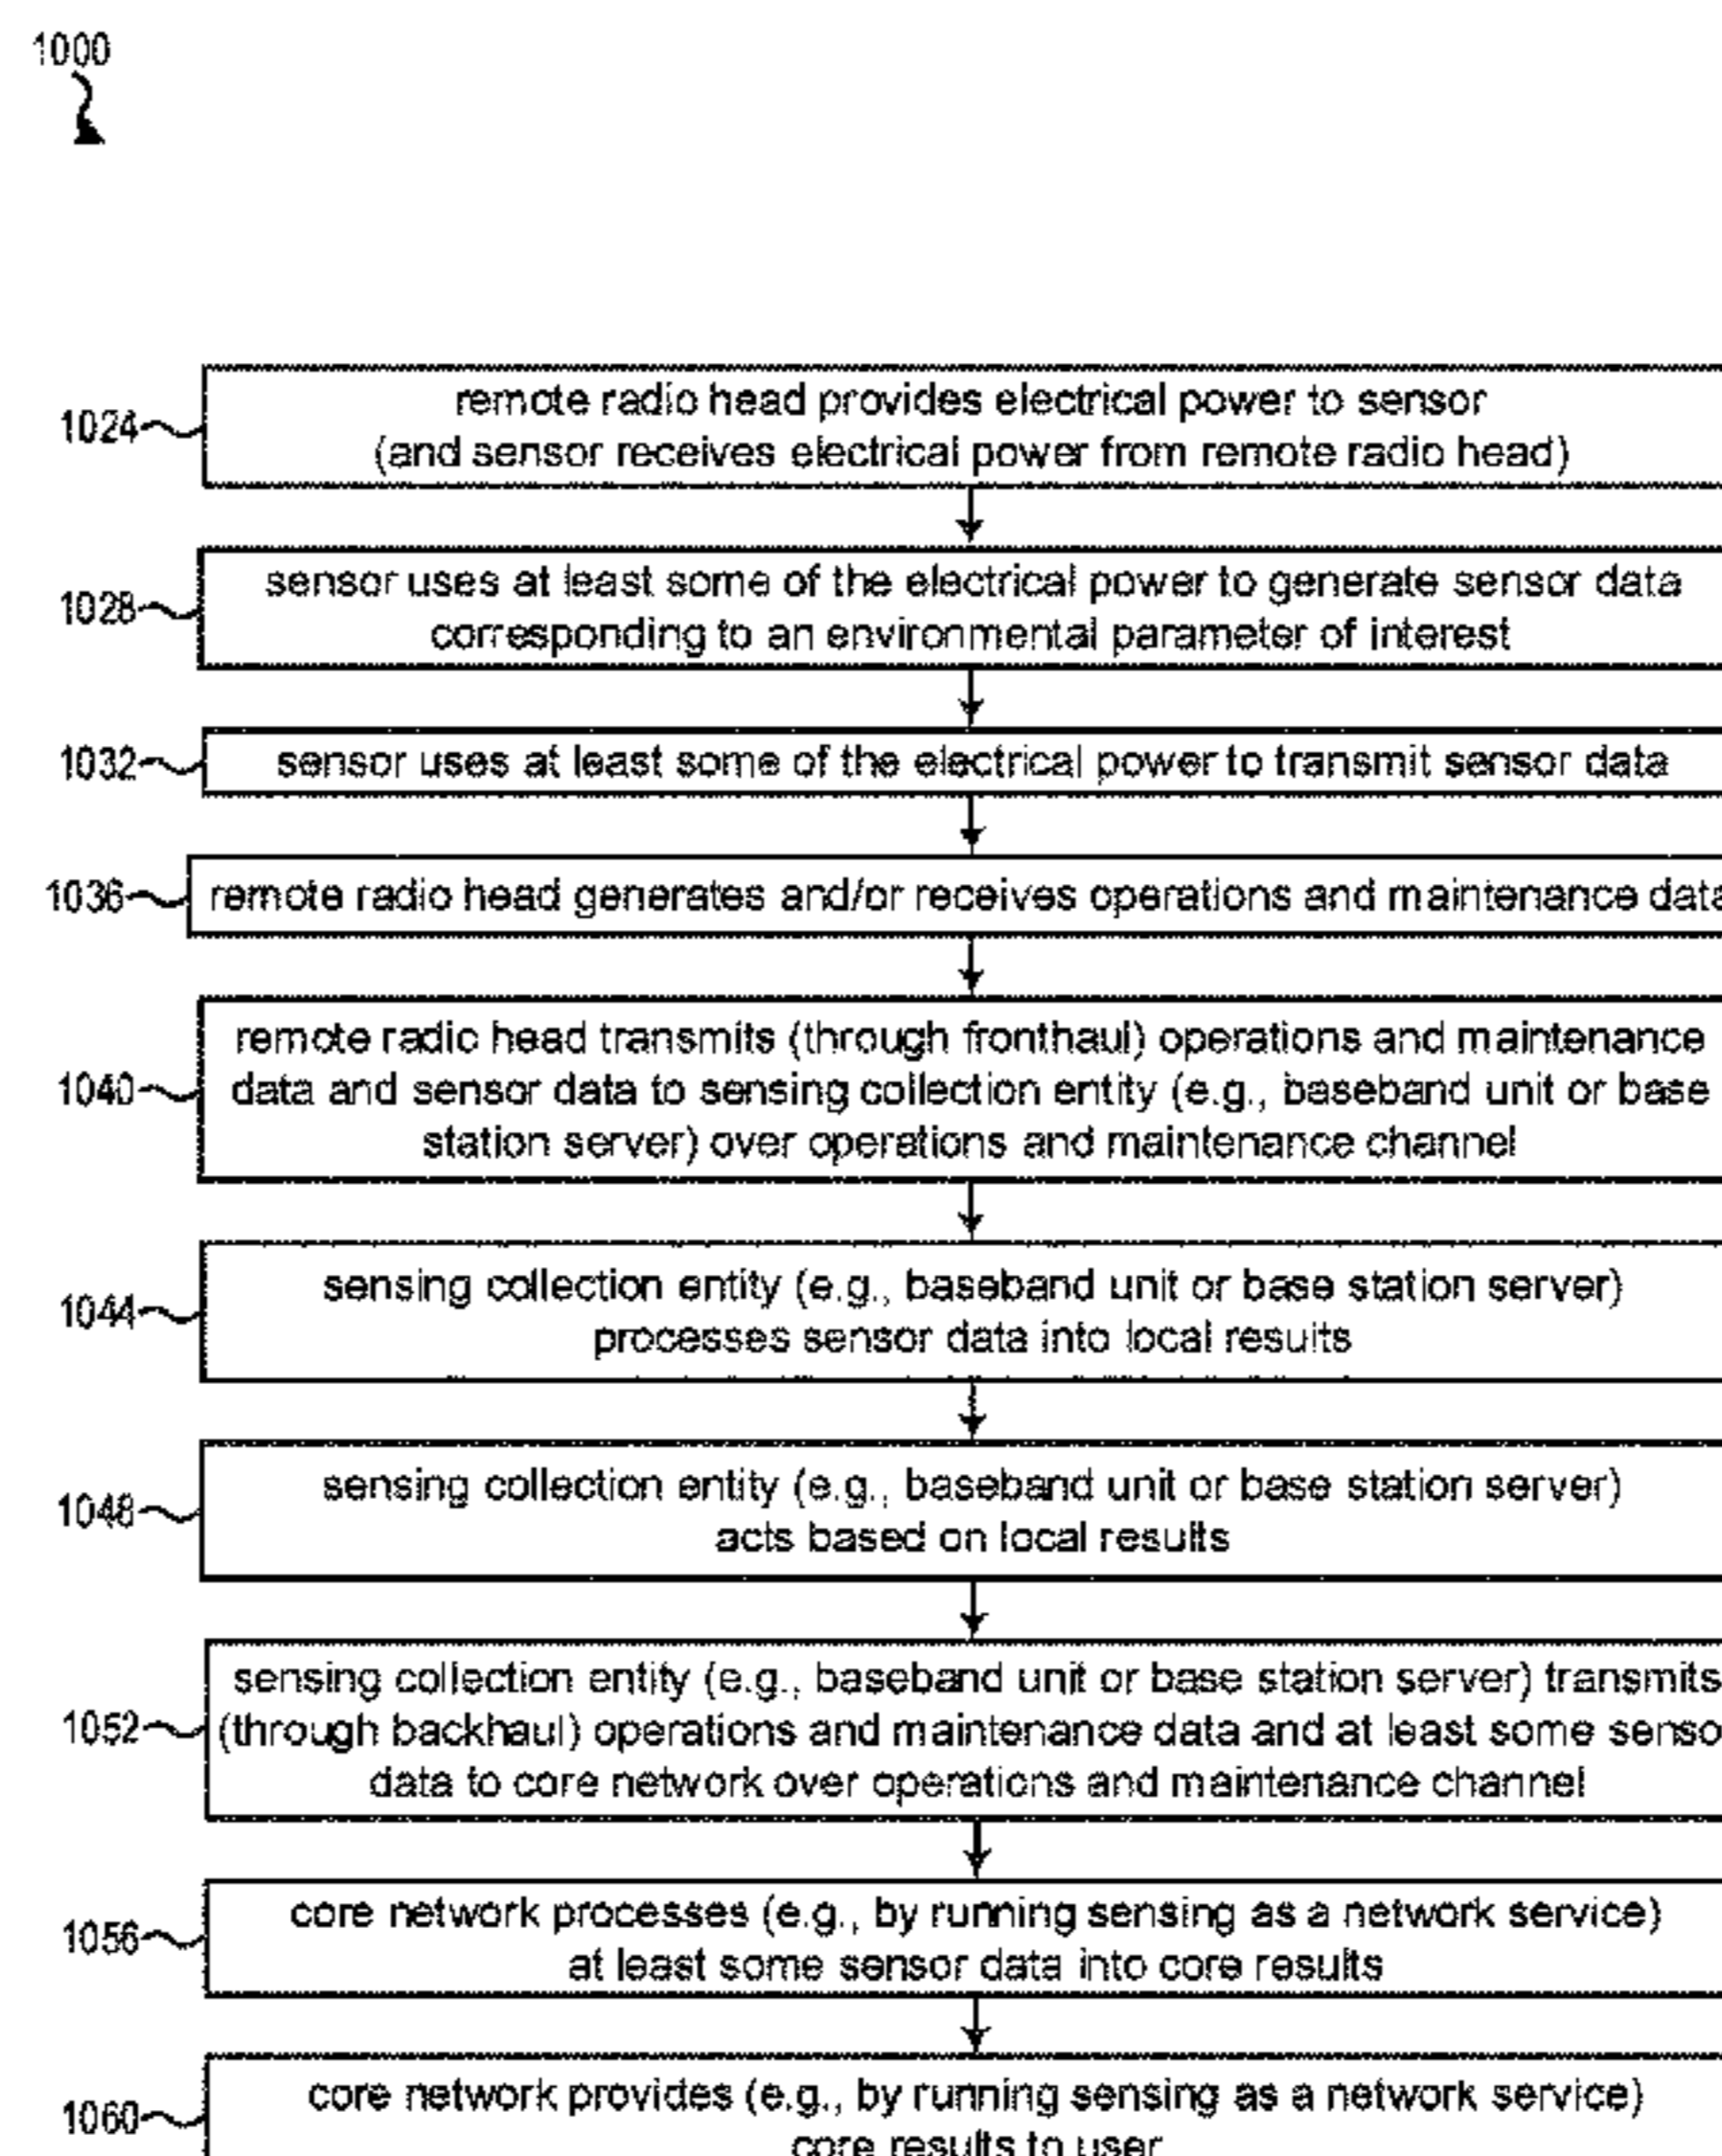 1000
1024
remote radio head provides electrical power to sensor
(and sensor receives electrical power from remote radio head)
1028
sensor uses at least some of the electrical power to generate sensor data
corresponding to an environmental parameter of interest
1032
sensor uses at least some of the electrical power to transmit sensor data
1036
remote radio head generates and/or receives operations and maintenance data
1040
remote radio head transmits (through fronthaul) operations and maintenance
data and sensor data to sensing collection entity (e.g., baseband unit or base
station server) over operations and maintenance channel
1044
sensing collection entity (e.g., baseband unit or base station server)
processes sensor data into local results
1048
sensing collection entity (e.g., baseband unit or base station server)
acts based on local results
1052
sensing collection entity (e.g., baseband unit or base station server) transmits
(through backhaul) operations and maintenance data and at least some senso
data to core network over operations and maintenance channel
1056
core network processes (e.g., by running sensing as a network service)
at least some sensor data into core results
1060
core network provides (e.g., by running sensing as a network service)
core results to user